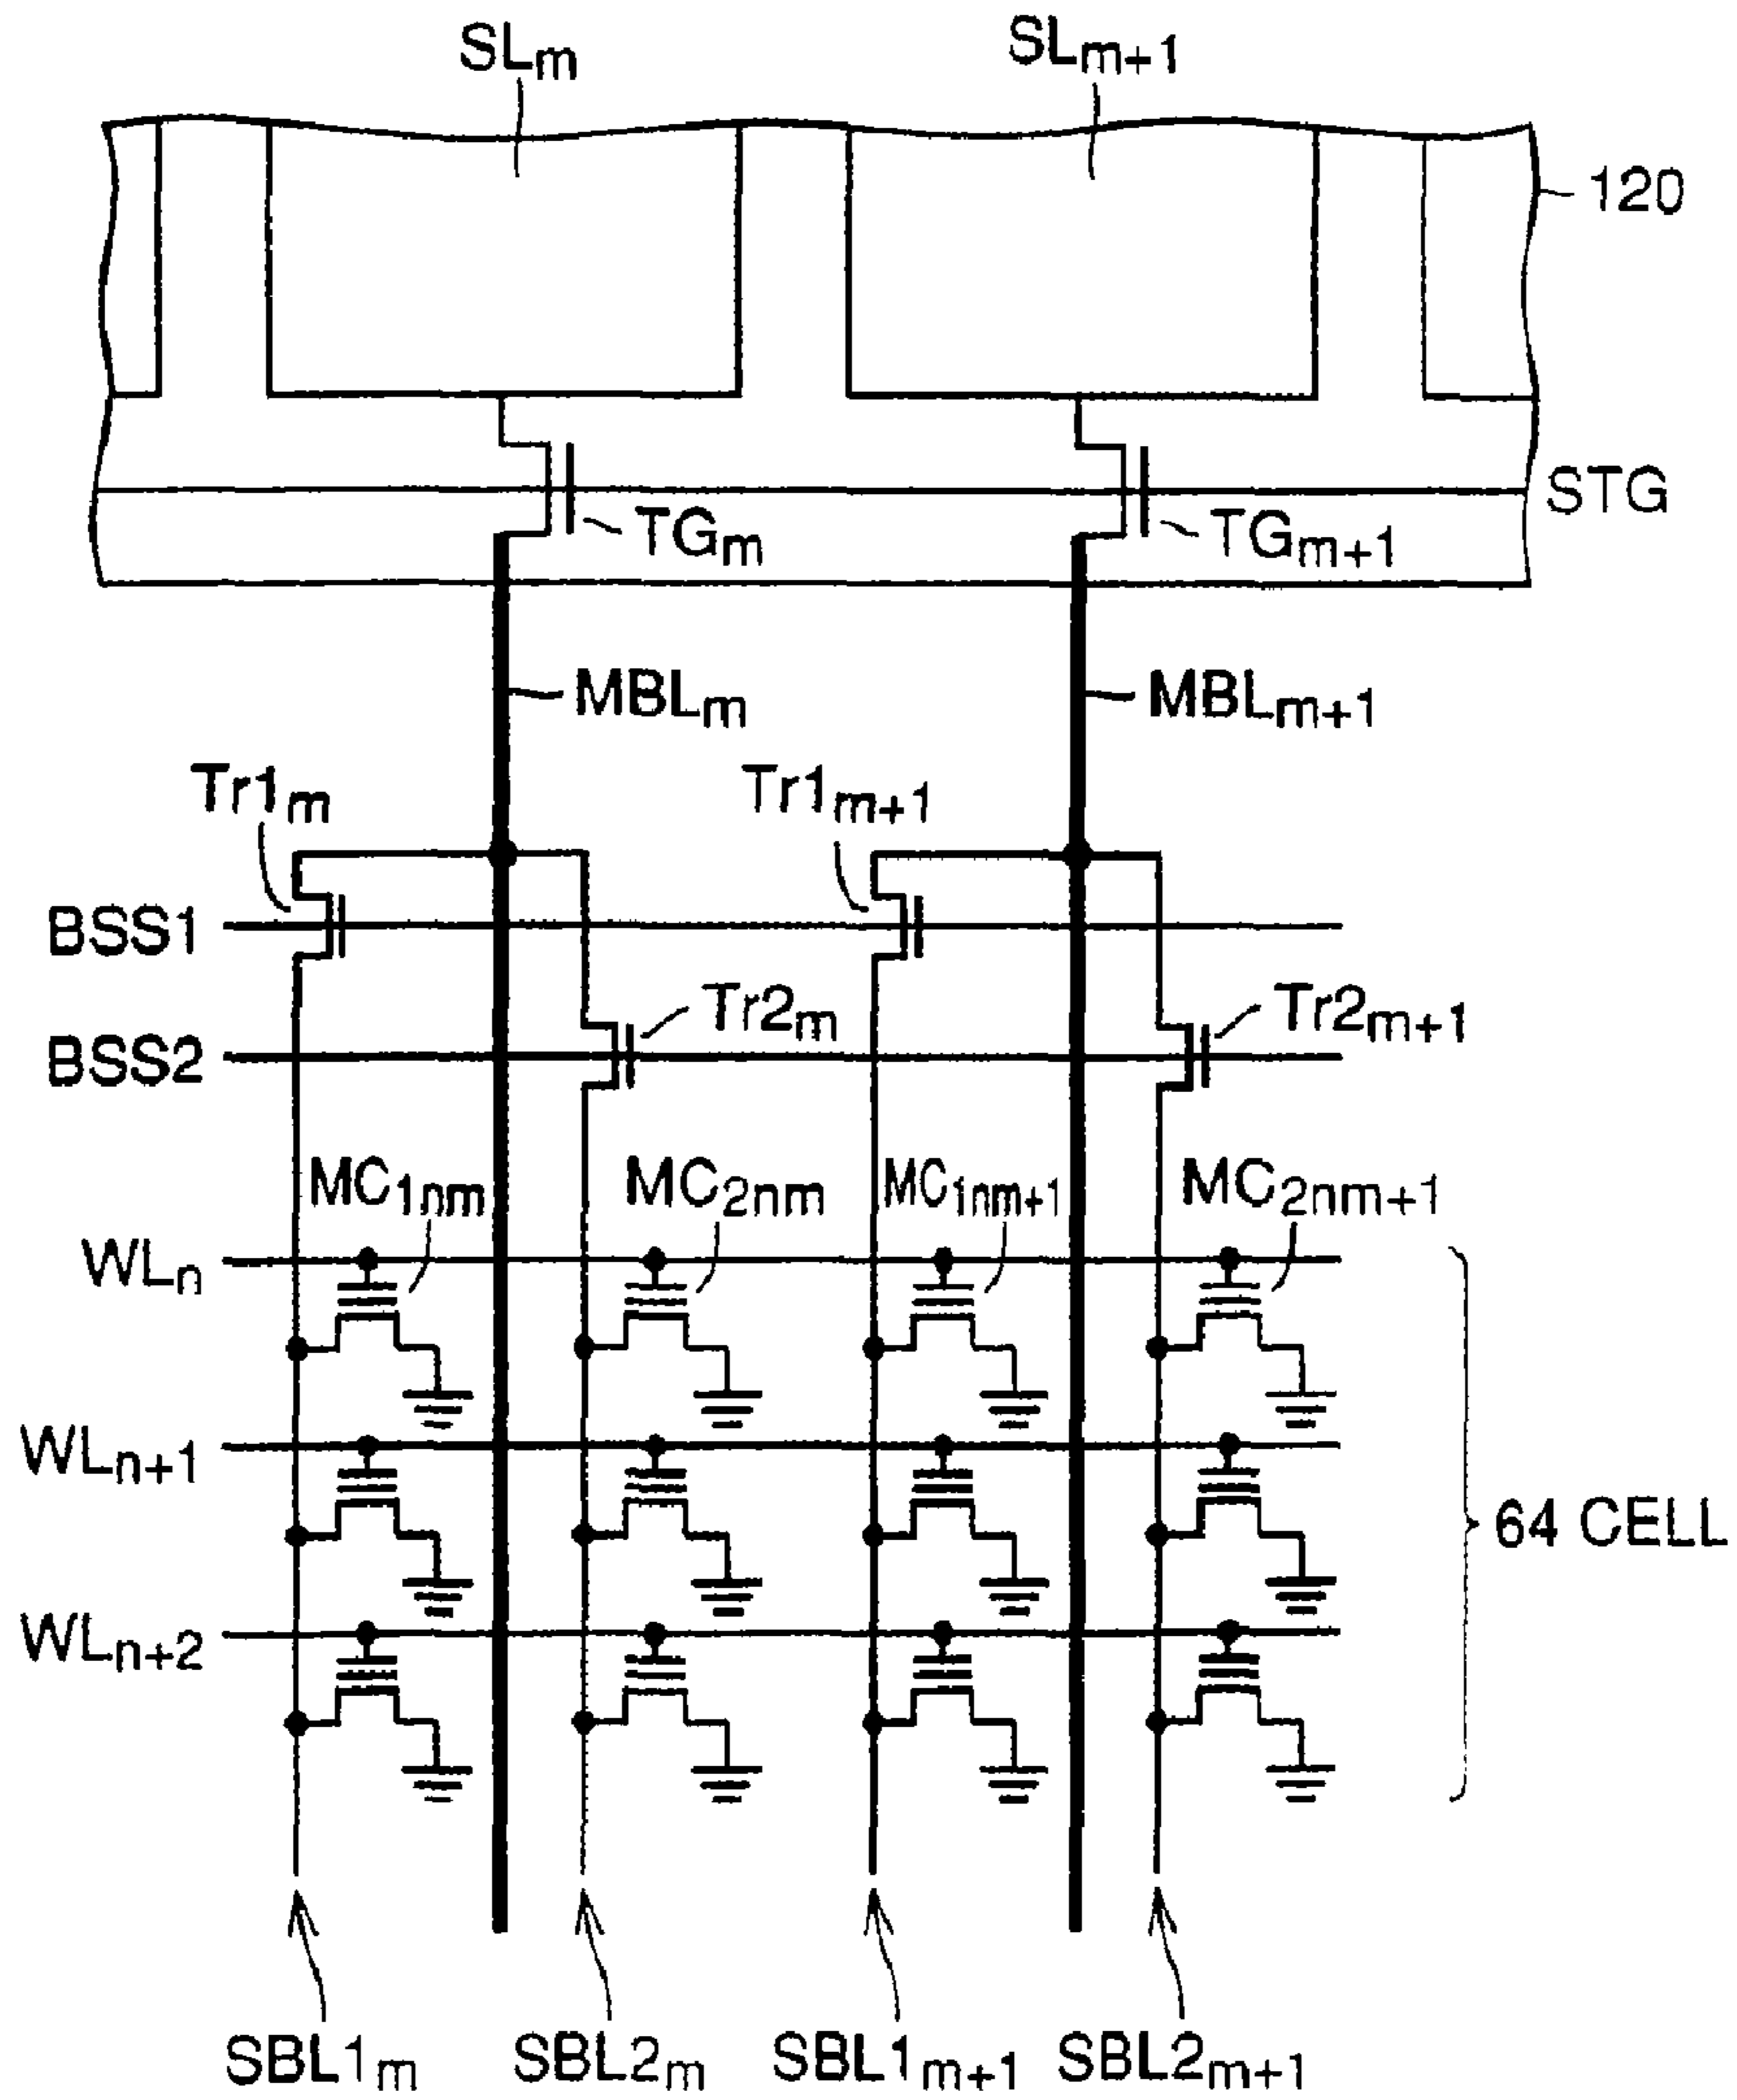 SLm SLm+1
120
STG
TGm TGm+1
MBLm MBLm+1
Tr1m Tr1m+1
BSS1
Tr2m Tr2m+1
BSS2
MC1nm MC2nm MC1nm+1 MC2nm+1
WLn
WLn+1
64 CELL
WLn+2
SBL1m SBL2m SBL1m+1 SBL2m+1